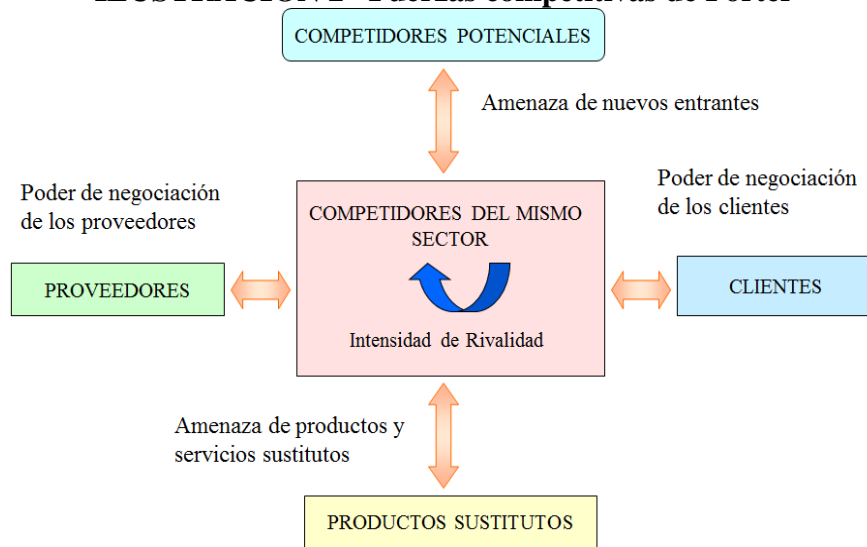 COMPETIDORES POTENCIALES
Amenaza de nuevos entrantes
Poder de negociación
de los proveedores
Poder de negociación
de los clientes
COMPETIDORES DEL MISMO
SECTOR
PROVEEDORES
CLIENTES
Intensidad de Rivalidad
Amenaza de productos y
servicios sustitutos
PRODUCTOS SUSTITUTOS